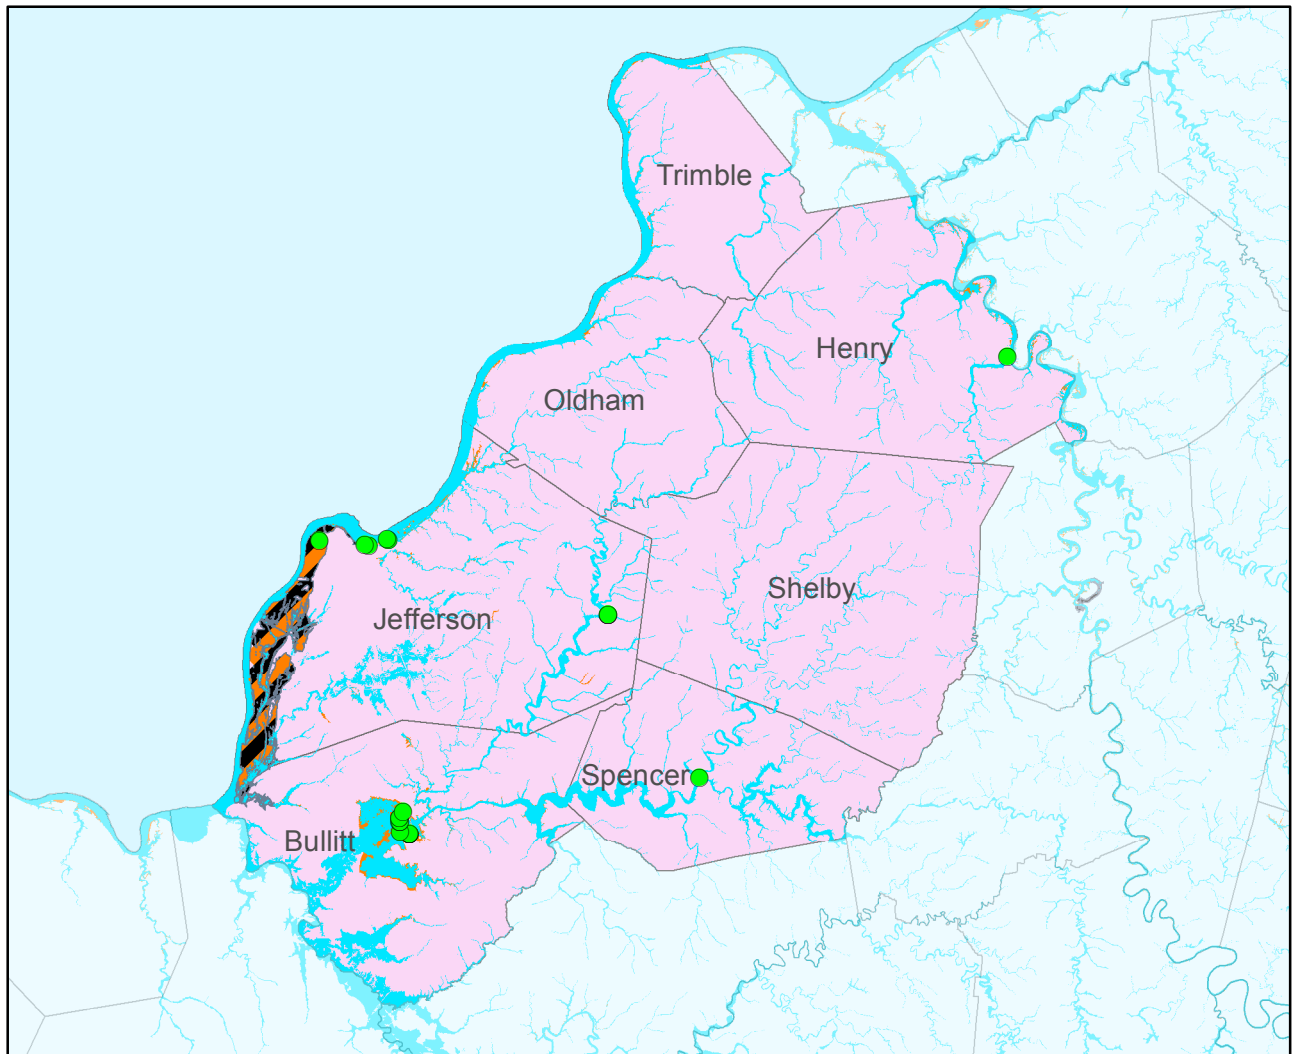 Trimble
Henry
Oldham
Shelby
Jefferson
Spencer
Bullitt